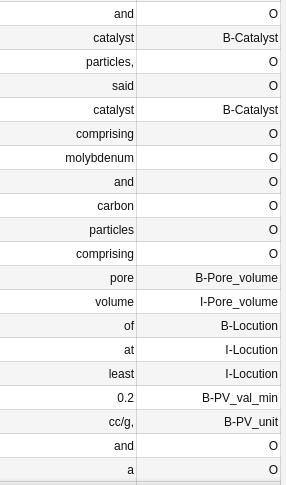 and O
catalyst B-Catalyst
particles, O
said O
catalyst B-Catalyst
comprising O
molybdenum O
and O
carbon O
particles O
comprising O
pore B-Pore_volume
volume I-Pore_volume
of B-Locution
at I-Locution
least I-Locution
0.2 B-PV_val_min
cc/g, B-PV_unit
and O
a O